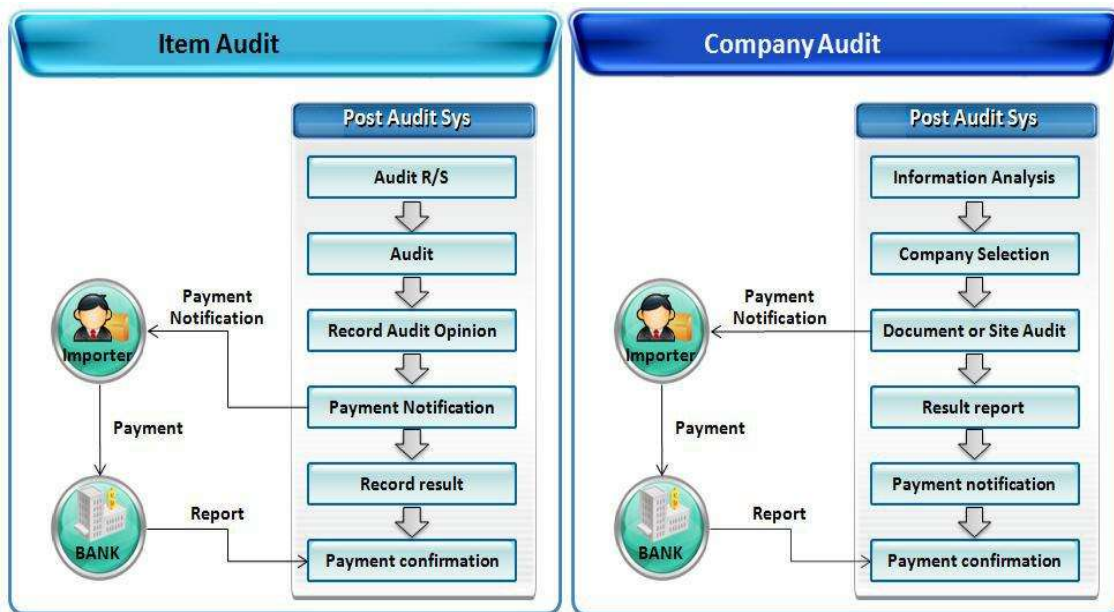 Item Audit
Post Audit Sys
Audit R/S
Audit
Payment
Notification
Record Audit Opinion
Importer
Payment Notification
Payment
Record result
Report
BANK
Payment confirmation
Company Audit
Post Audit Sys
Information Analysis
Company Selection
Payment
Notification
Document or Site Audit
Importer
Result report
Payment
Payment notification
Report
BANK
Payment confirmation